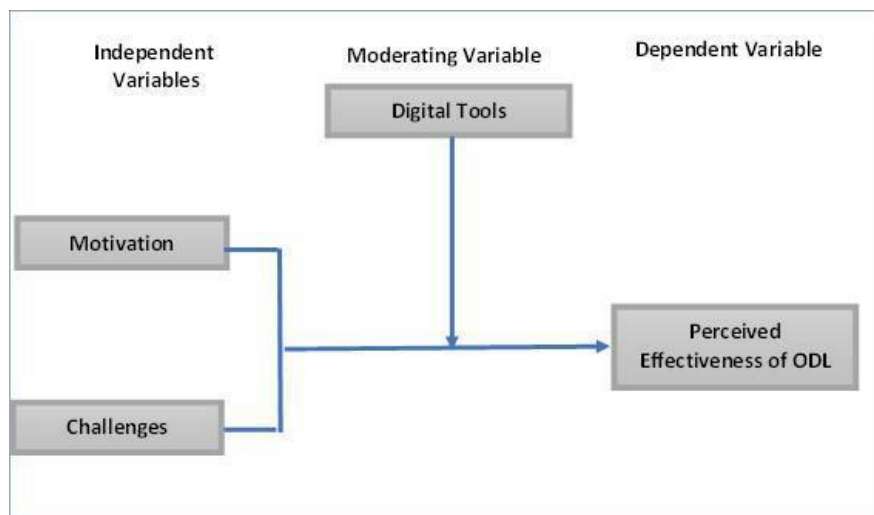 Independent
Variables
Moderating Variable
Dependent Variable
Digital Tools
Motivation
Perceived
Effectiveness of ODL
Challenges